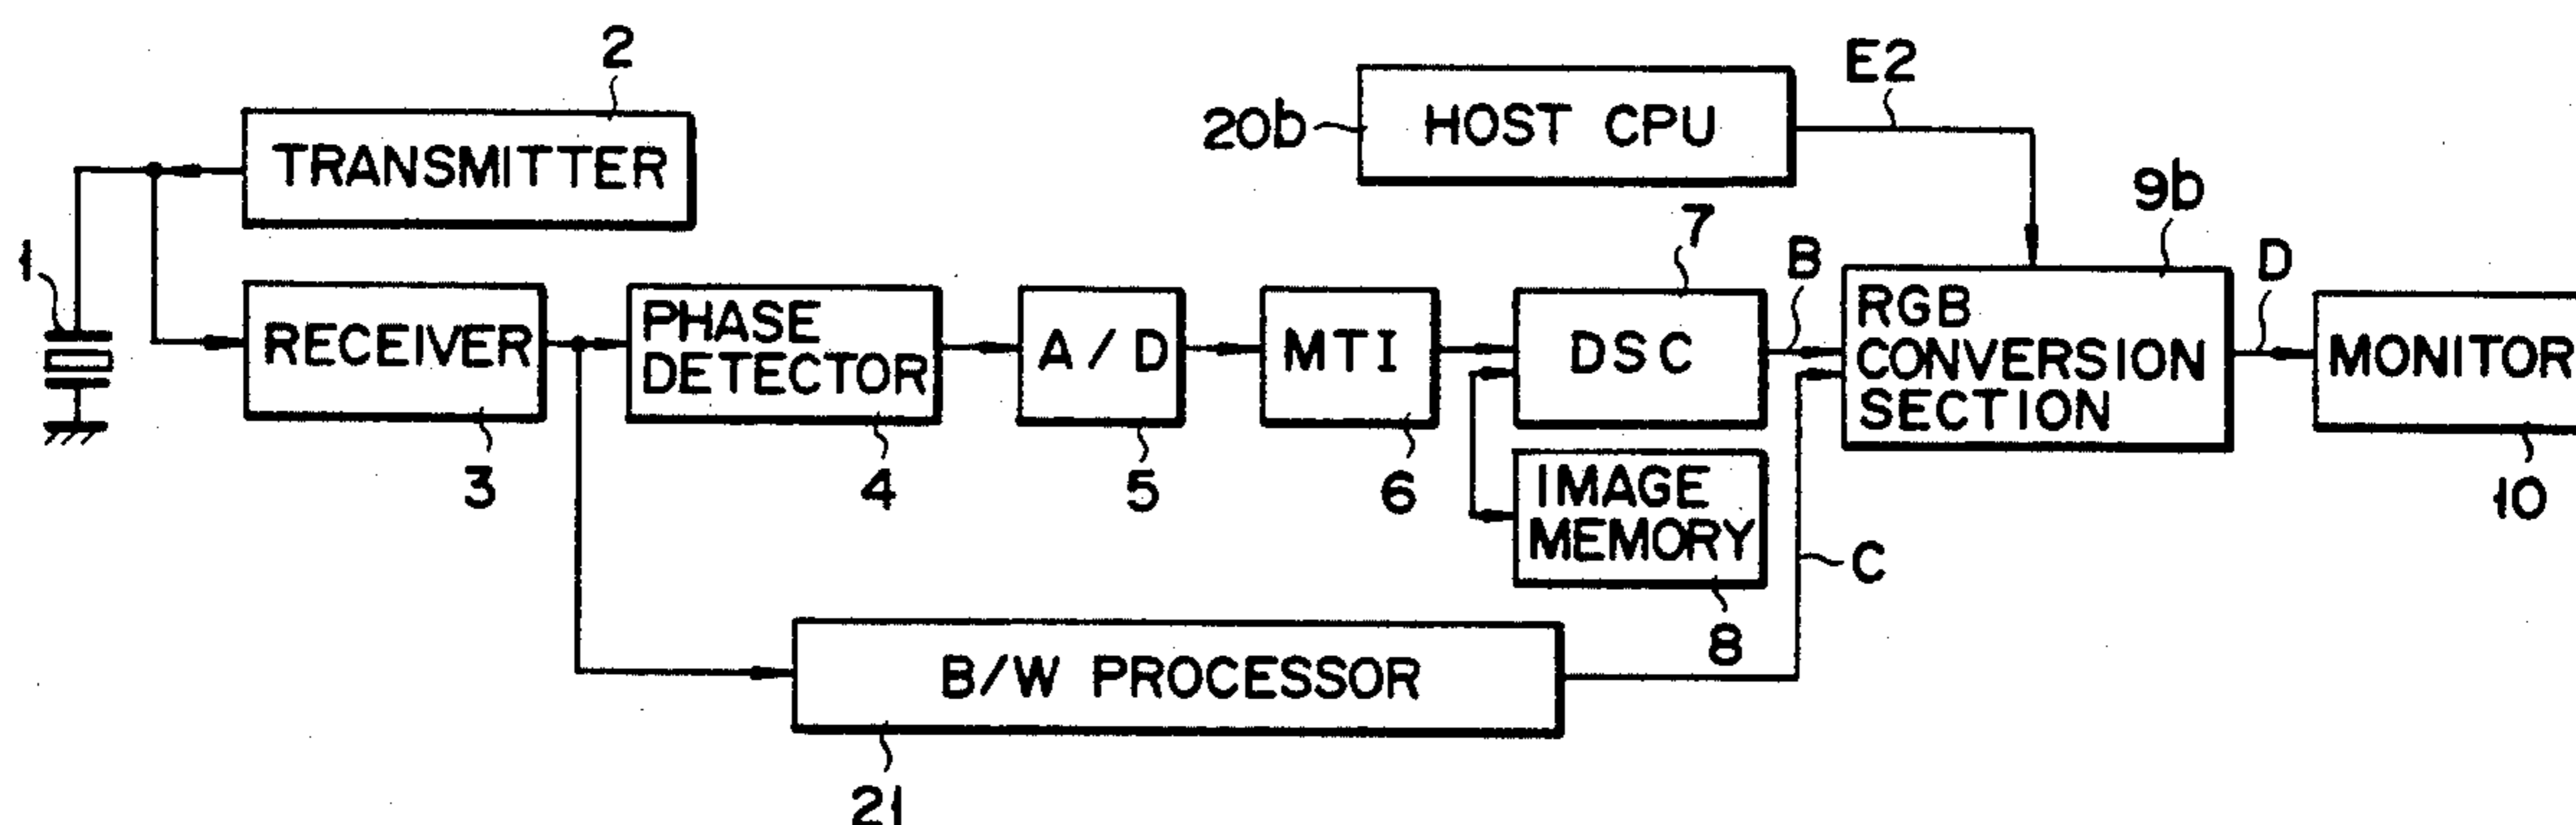 2
TRANSMITTER
20b
HOST CPU
E2
9b
1
RECEIVER
3
PHASE
DETECTOR
4
A/D
5
MTI
6
7
DSC
B
RGB
CONVERSION
SECTION
D
MONITOR
10
IMAGE
MEMORY
8
C
B/W PROCESSOR
21